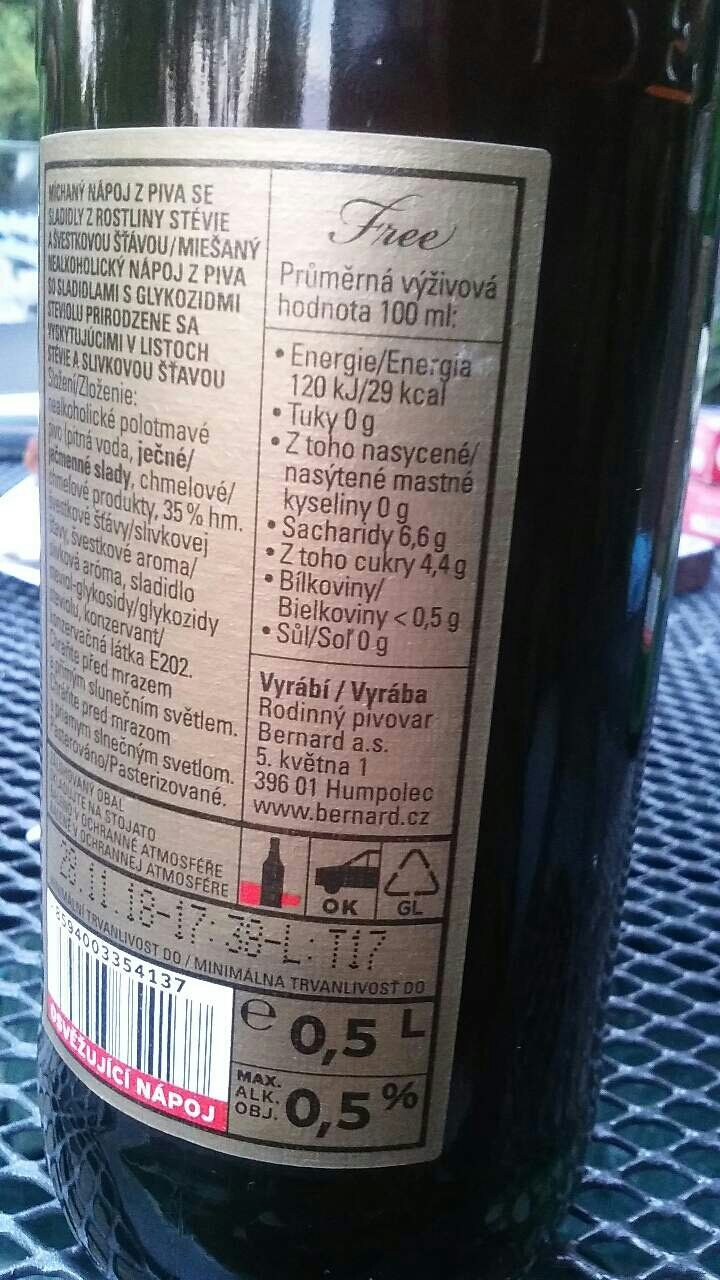 MÍCHANÝ NÁPOJ Z PIVA SE
SLADIDLY Z ROSTLINY STÉVIE
A ŠVESTKOVOU ŠŤÁVOU/MIEŠANÝ
NEALKOHOLICKÝ NÁPOJ Z PIVA
SO SLADIDLAMI S GLYKOZIDMI
STEVIOLU PRIRODZENE SA
VYSKYTUJÚCIMI V LISTOCH
STÉVIE A SLIVKOVOU ŠŤAVOU
Složení/Zloženie:
nealkoholické polotmavé
pivo (pitná voda, ječné/
jačmenné slady, chmelové/
chmeľové produkty, 35 % hm.
švestkové šťávy/slivkovej
šťavy, švestkové aroma/
slivková aróma, sladidlo
steviol-glykosidy/glykozidy
steviolu, konzervant/
konzervačná látka E202.
Chraňte před mrazem
a přímým slunečním světlem.
Chráňte pred mrazom
a priamym slnečným svetlom.
Pasterováno/Pasterizované.
OBAL
NA STOJATO
V OCHRANNÉ ATMOSFÉŘE
V OCHRANNEJ ATMOSFÉRE
Free
Průměrná výživová
hodnota 100 ml:
• Energie/Energia
120 kJ/29 kcal
• Tuky 0 g
• Z toho nasycené/
nasýtené mastné
kyseliny 0 g
• Sacharidy 6,6 g
• Z toho cukry 4,4 g
• Bílkoviny/
Bielkoviny < 0,5 g
• Sůl/Soľ 0 g
Vyrábí / Vyrába
Rodinný pivovar
Bernard a.s.
5. května 1
396 01 Humpolec
www.bernard.cz
OK
GL
28.11.18-17:38-L: T17
MINIMÁLNÍ TRVANLIVOST DO / MINIMÁLNA TRVANLIVOSŤ DO
8594003354137
OSVĚŽUJÍCÍ NÁPOJ
e 0,5 L
MAX.
ALK.
OBJ. 0,5 %